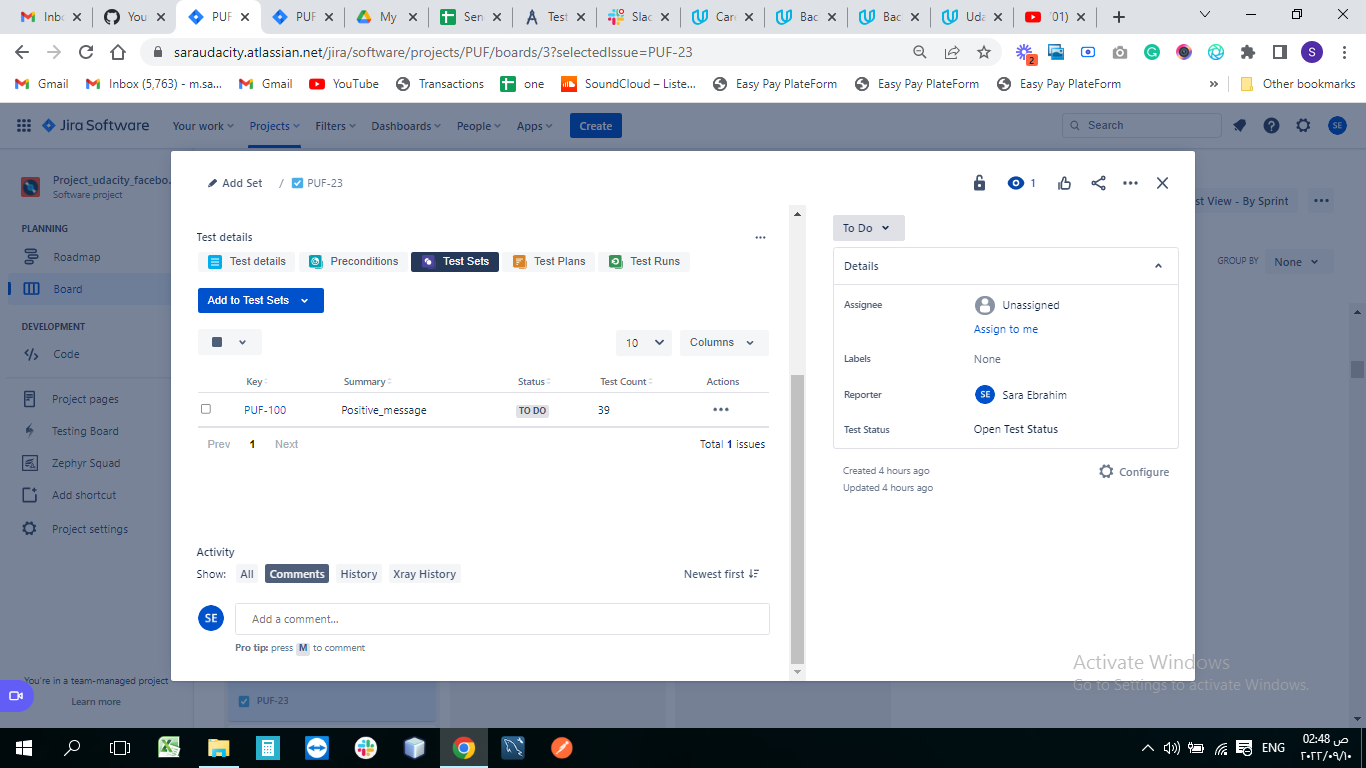 Inb
You
PUF
PUF
My
Sen
Test
Slac
Car
Bac
Bac
Uda
'01)
saraudacity.atlassian.net/jira/software/projects/PUF/boards/3?selectedIssue=PUF-23
2
S
Gmail
Inbox (5,763) - m.sa...
Gmail
YouTube
Transactions
one
SoundCloud – Liste...
Easy Pay PlateForm
Easy Pay PlateForm
Easy Pay PlateForm
»
Other bookmarks
Jira Software
Your work
Projects
Filters
Dashboards
People
Apps
Create
Search
SE
Project_udacity_facebo
Software project
PLANNING
Roadmap
Board
DEVELOPMENT
Code
Project pages
Testing Board
Zephyr Squad
Add shortcut
Project settings
You're in a team-managed project
Learn more
Add Set / PUF-23
1
st View - By Sprint
GROUP BY None
Test details
Test details
Preconditions
Test Sets
Test Plans
Test Runs
Add to Test Sets
10
Columns
Key Summary Status Test Count Actions
PUF-100 Positive_message TO DO 39
Prev 1 Next
Total 1 issues
Activity
Show: All Comments History Xray History
Newest first
SE
Add a comment...
Pro tip: press M to comment
To Do
Details
Assignee
Unassigned
Assign to me
Labels
None
Reporter
SE Sara Ebrahim
Test Status
Open Test Status
Created 4 hours ago
Updated 4 hours ago
Configure
Activate Windows
Go to Settings to activate Windows.
PUF-23
ENG
02:48 ص
٢٠٢٢/٠٩/١٠